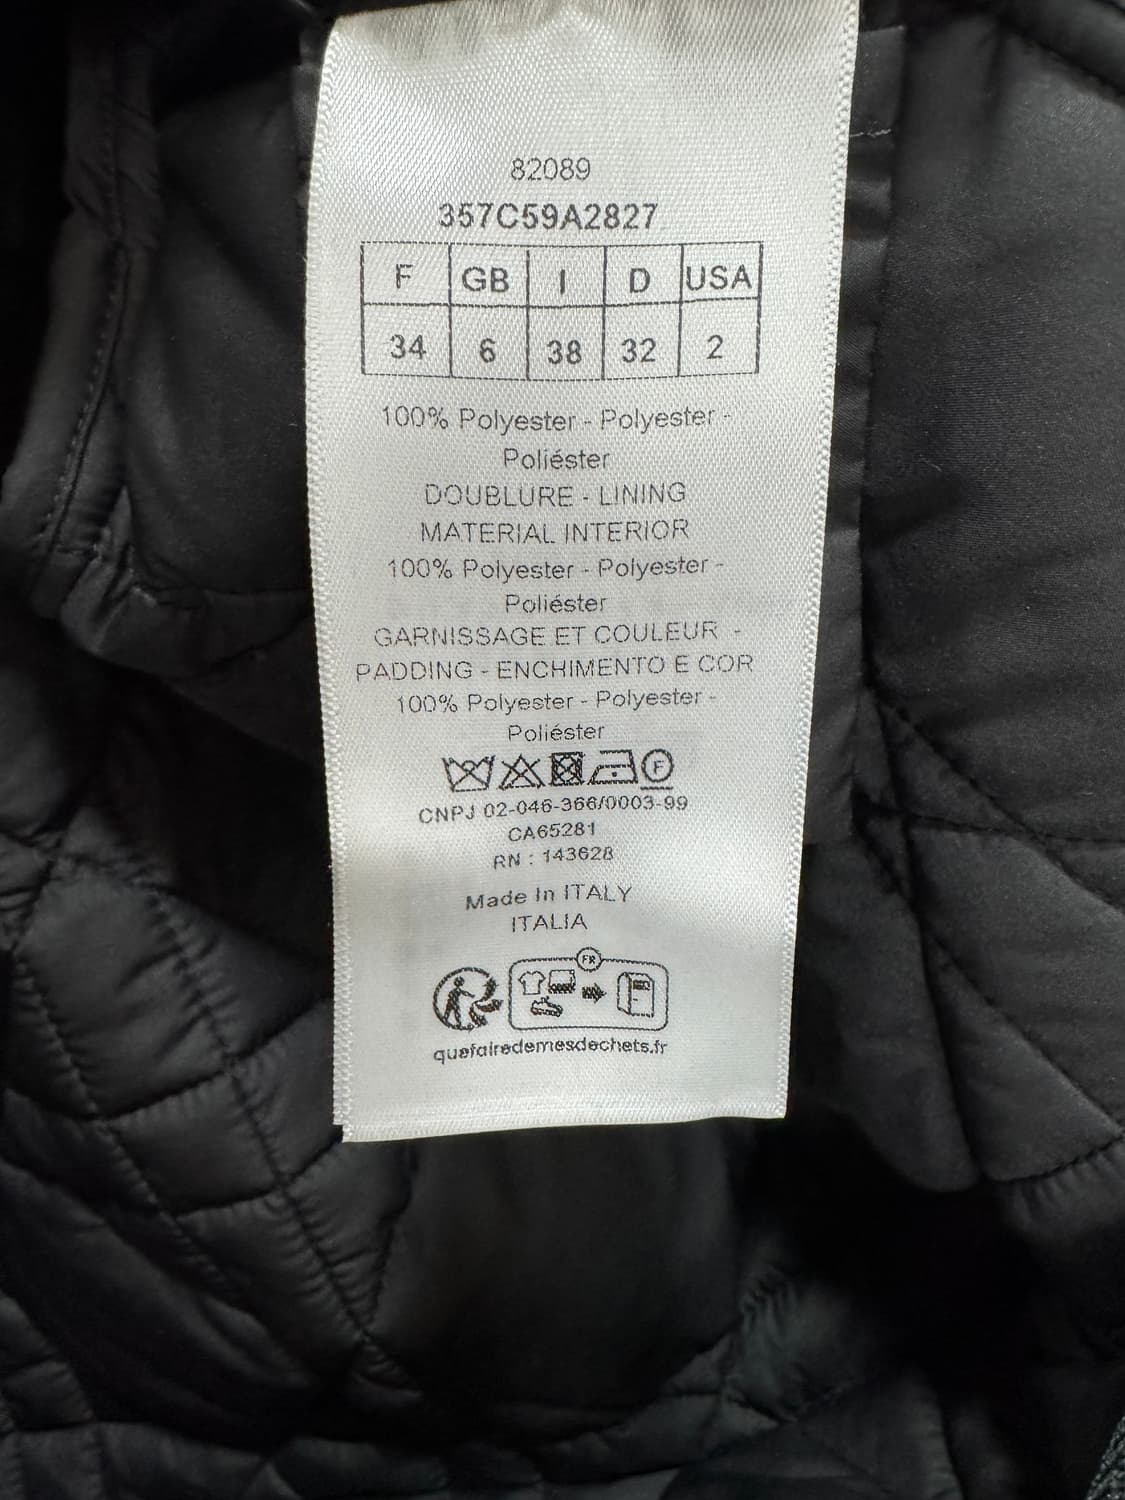 82089
357C59A2827
F GB I D USA
34 6 38 32 2
100% Polyester - Polyester -
Poliéster
DOUBLURE - LINING
MATERIAL INTERIOR
100% Polyester - Polyester -
Poliéster
GARNISSAGE ET COULEUR -
PADDING - ENCHIMENTO E COR
100% Polyester - Polyester -
Poliéster
F
CNPJ 02-046-366/0003-99
CA65281
RN : 143628
Made In ITALY
ITALIA
FR
quefairedemesdechets.fr